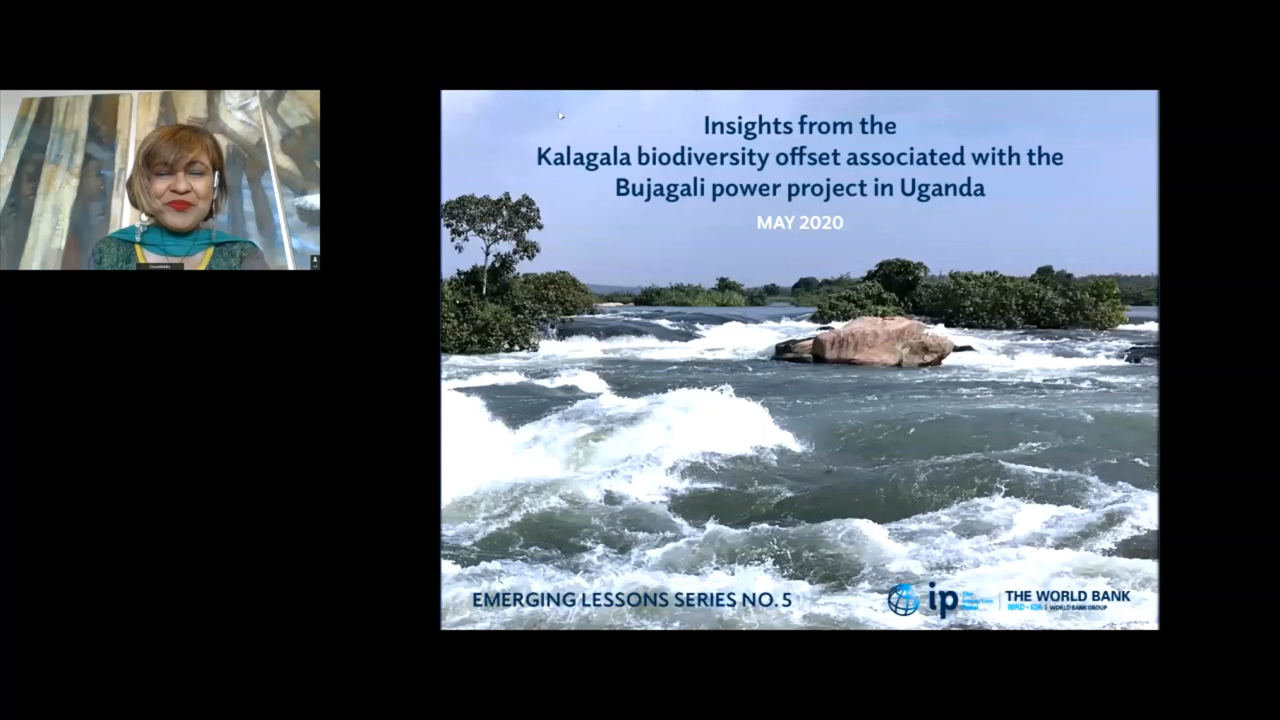 Insights from the
Kalagala biodiversity offset associated with the
Bujagali power project in Uganda
MAY 2020
EMERGING LESSONS SERIES NO. 5
ip
THE WORLD BANK
IBRD - IDA | WORLD BANK GROUP